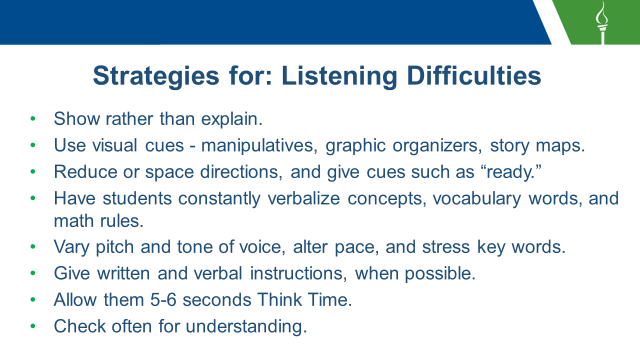 Strategies for: Listening Difficulties
• Show rather than explain.
• Use visual cues - manipulatives, graphic organizers, story maps.
• Reduce or space directions, and give cues such as “ready.”
• Have students constantly verbalize concepts, vocabulary words, and
math rules.
• Vary pitch and tone of voice, alter pace, and stress key words.
• Give written and verbal instructions, when possible.
• Allow them 5-6 seconds Think Time.
• Check often for understanding.